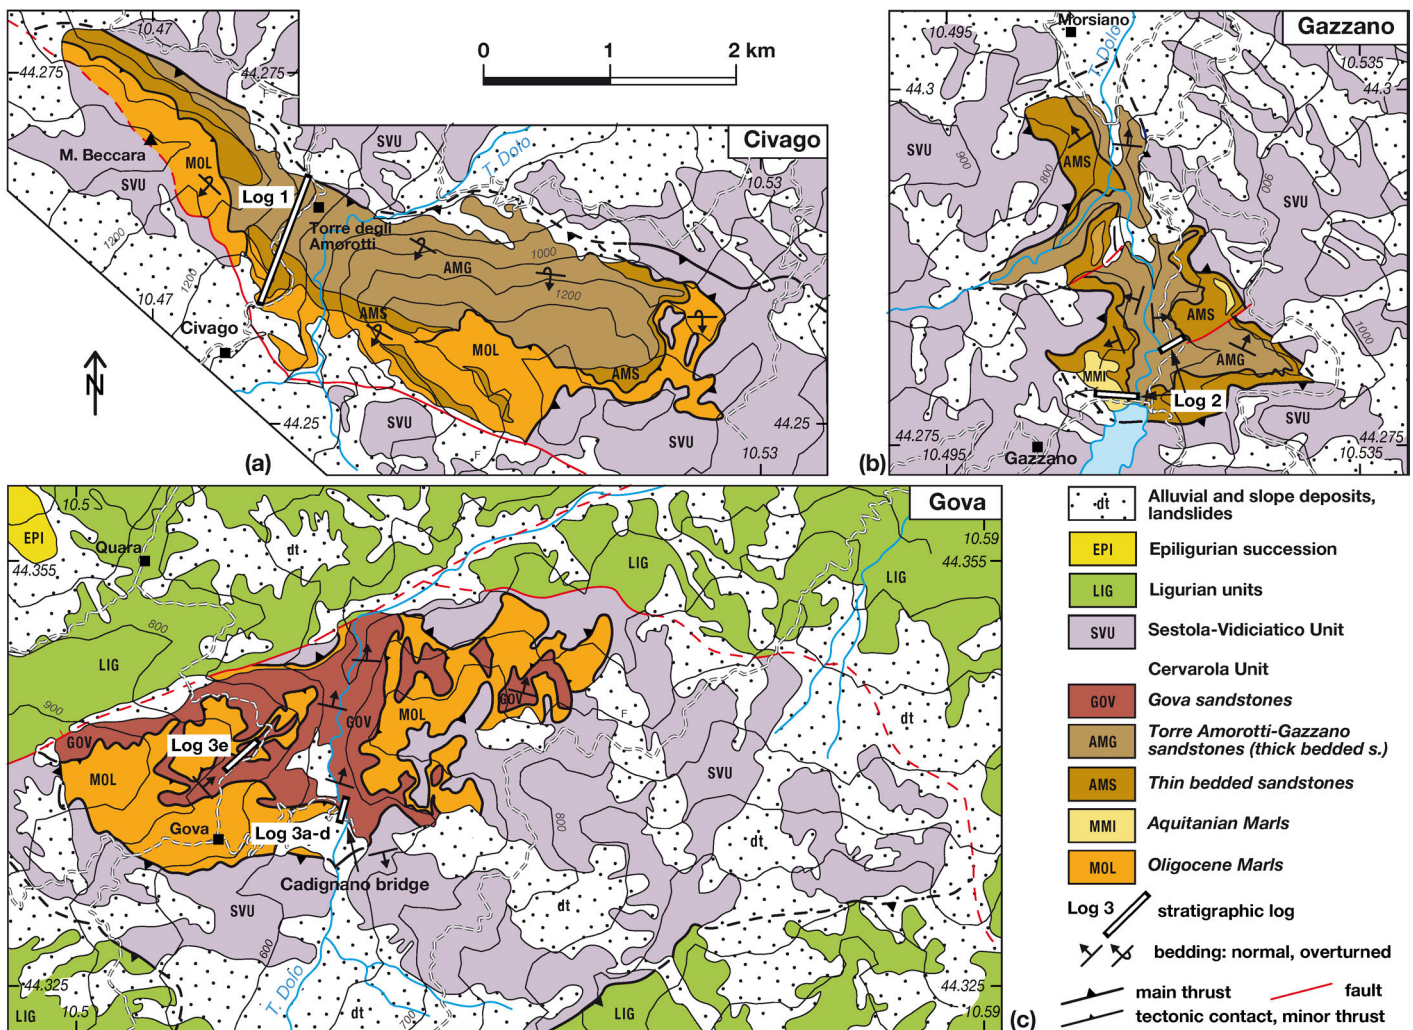 10.47
44.275
44.275
0 1 2 km
Civago
SVU
T. Dolo
M. Beccara
MOL
SVU
Log 1
10.53
Torre degli
Amorotti
1200
1200
1000
AMG
1200
10.47
Civago
AMS
MOL
AMS
N
44.25
SVU
F
SVU
44.25
10.53
(a)
Morsiano
Gazzano
10.495
T. Dolo
10.535
44.3
44.3
900
800
AMS
SVU
900
SVU
AMS
1000
AMG
MMI
Log 2
SVU
44.275
10.495
Gazzano
44.275
10.535
(b)
10.5
Gova
EPI
Quara
dt
10.59
44.355
44.355
LIG
LIG
800
LIG
900
GOV
GOV
GOV
MOL
F
dt
Log 3e
MOL
SVU
Gova
Log 3a-d
800
dt
Cadignano bridge
SVU
dt
600
44.325
T. Dolo
44.325
10.5
dt
700
LIG
10.59
LIG
(c)
dt Alluvial and slope deposits,
landslides
EPI Epiligurian succession
LIG Ligurian units
SVU Sestola-Vidiciatico Unit
Cervarola Unit
GOV Gova sandstones
AMG Torre Amorotti-Gazzano
sandstones (thick bedded s.)
AMS Thin bedded sandstones
MMI Aquitanian Marls
MOL Oligocene Marls
Log 3 stratigraphic log
bedding: normal, overturned
main thrust fault
tectonic contact, minor thrust